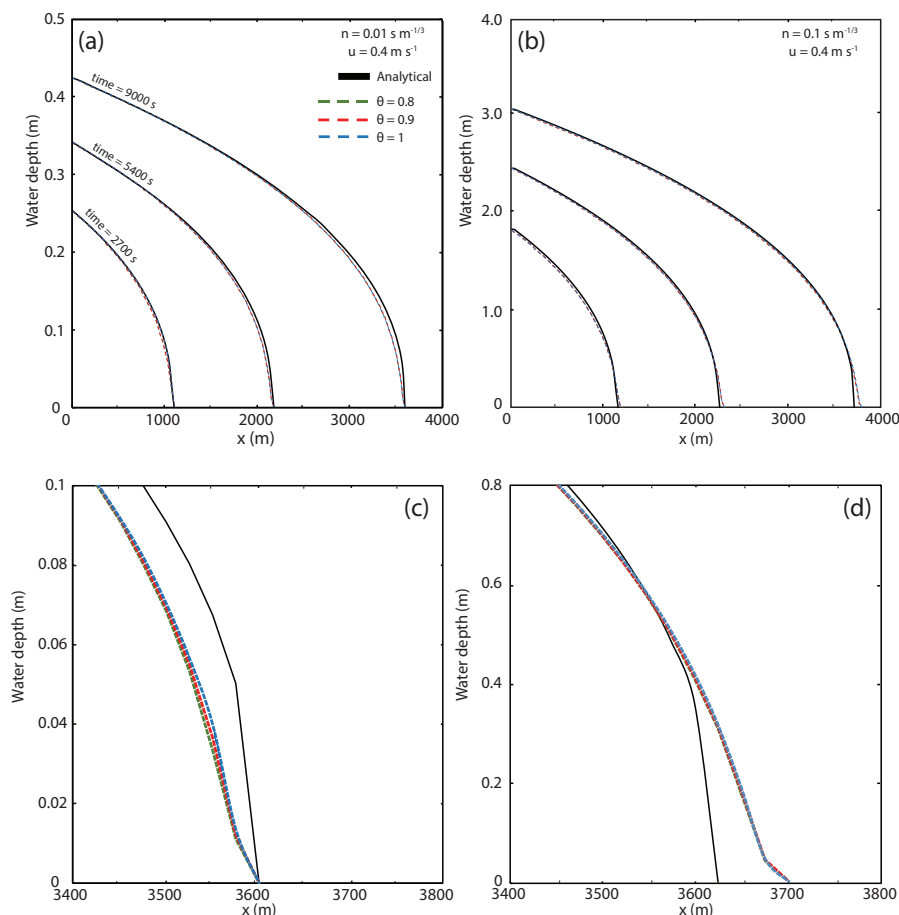 (a)
n = 0.01 s m-1/3
u = 0.4 m s-1
Analytical
θ = 0.8
θ = 0.9
θ = 1
time = 9000 s
time = 5400 s
time = 2700 s
0.5
0.4
0.3
0.2
0.1
0
Water depth (m)
0 1000 2000 3000 4000
x (m)
(b)
n = 0.1 s m-1/3
u = 0.4 m s-1
4.0
3.0
2.0
1.0
0
Water depth (m)
0 1000 2000 3000 4000
x (m)
(c)
0.1
0.08
0.06
0.04
0.02
0
Water depth (m)
3400 3500 3600 3700 3800
x (m)
(d)
0.8
0.6
0.4
0.2
0
Water depth (m)
3400 3500 3600 3700 3800
x (m)